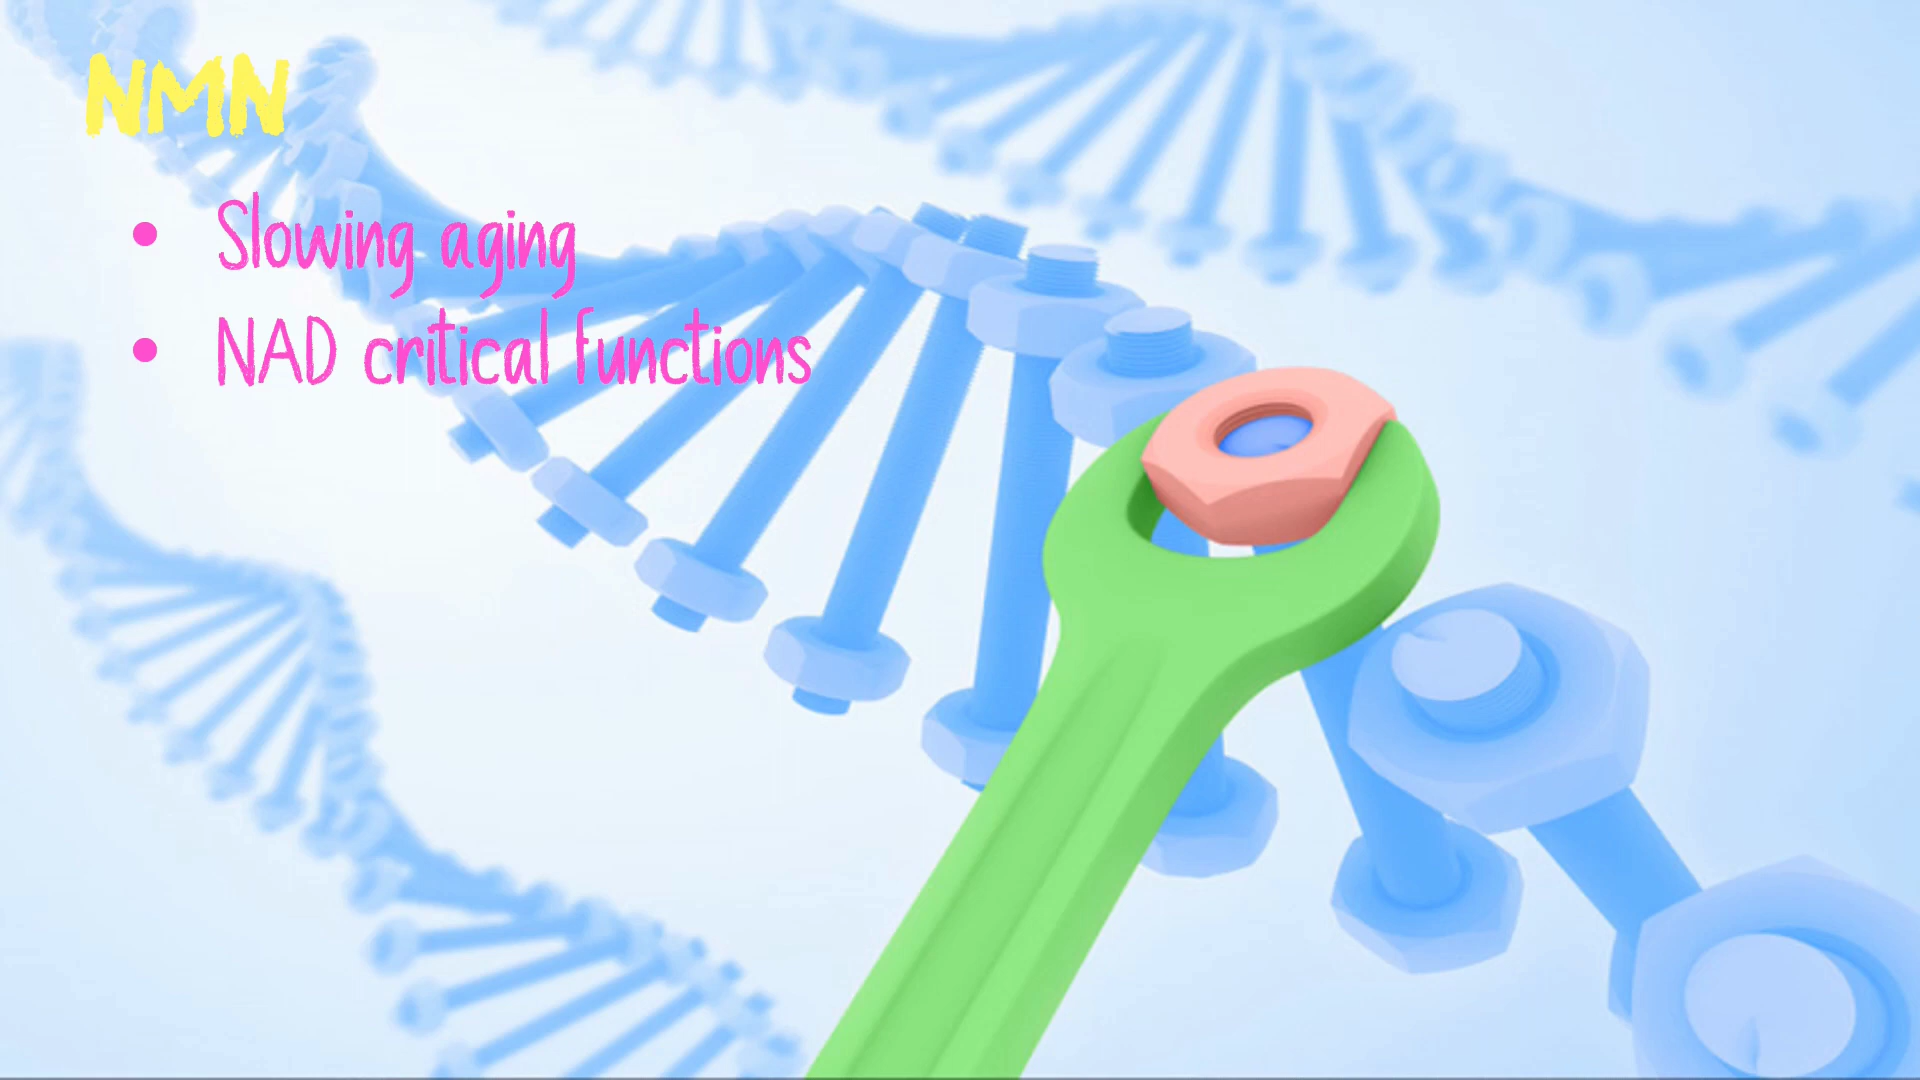 NMN
• Slowing aging
• NAD critical functions